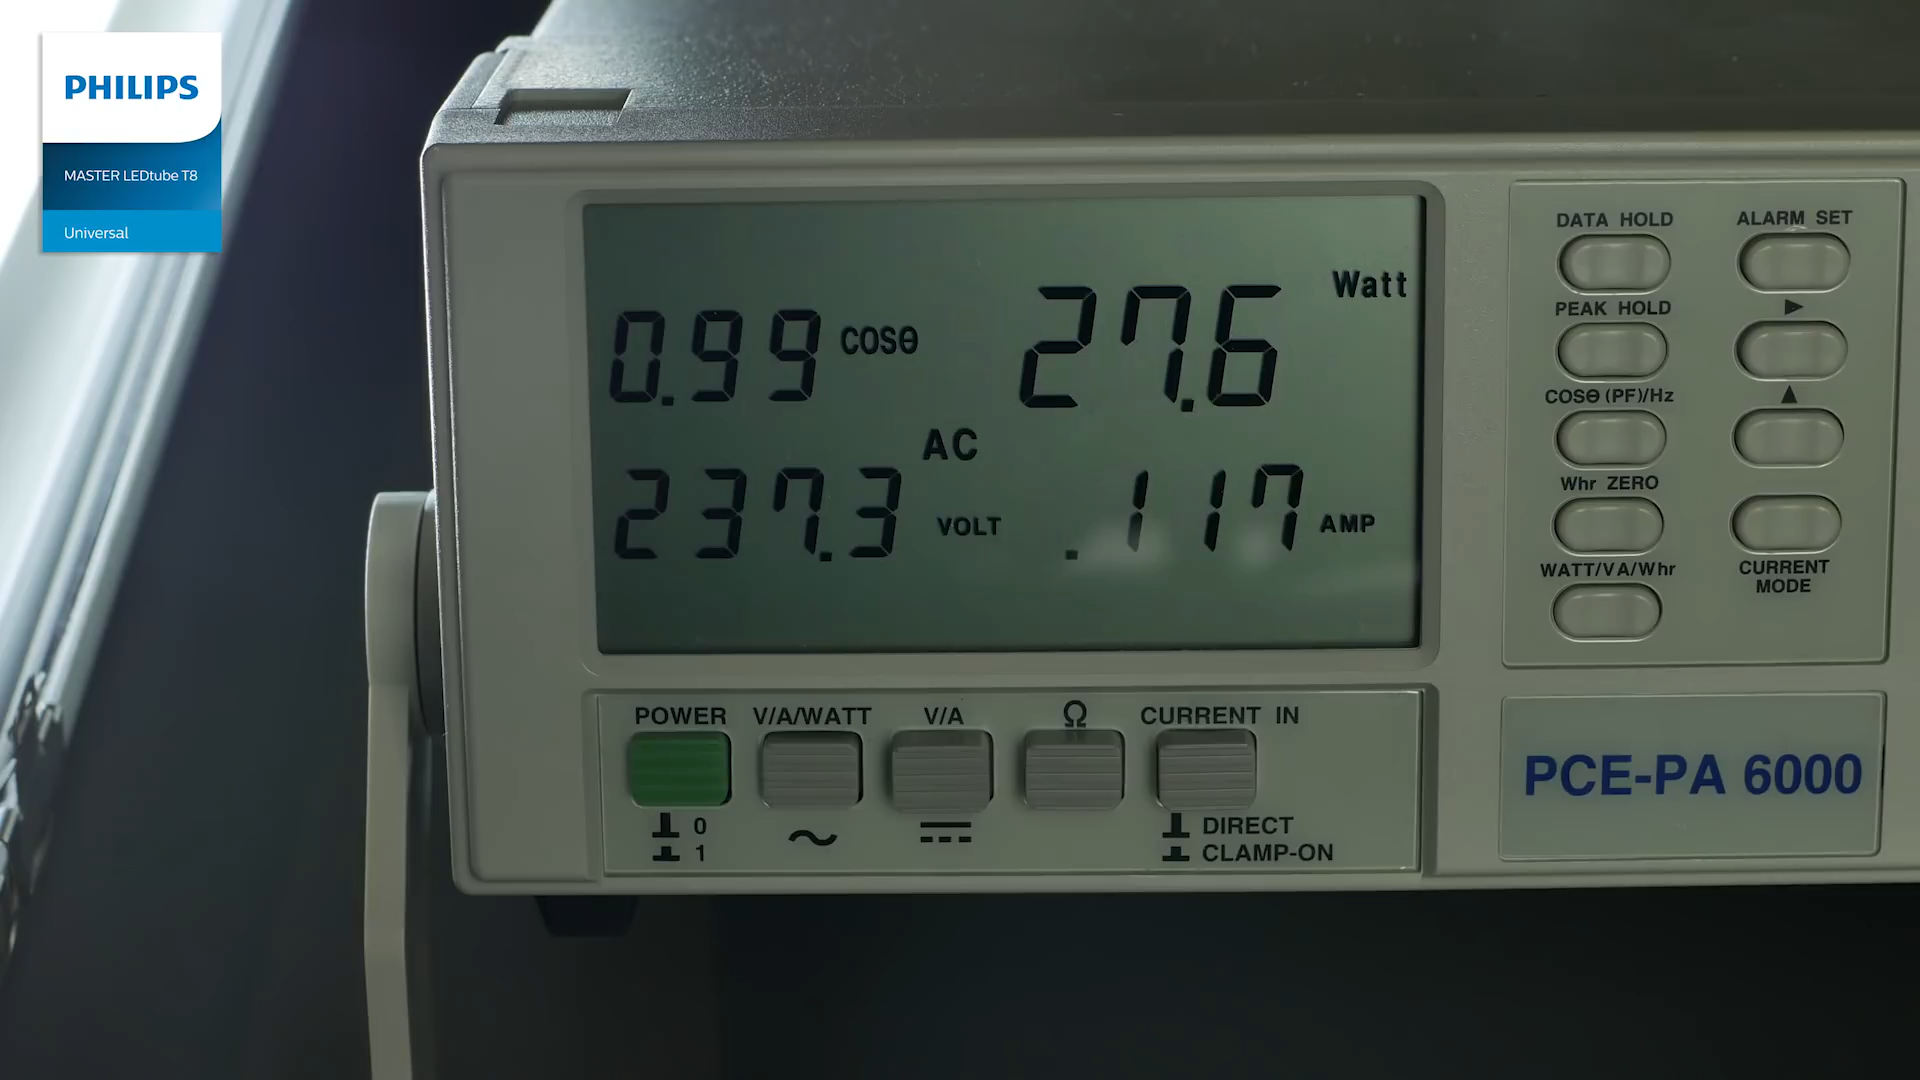 PHILIPS
MASTER LEDtube T8
Universal
0.99 COSθ 27.6 Watt
AC
237.3 VOLT .117 AMP
DATA HOLD ALARM SET
PEAK HOLD ▶
COSθ (PF)/Hz ▲
Whr ZERO
WATT/VA/Whr CURRENT
MODE
POWER V/A/WATT V/A Ω CURRENT IN
0 DIRECT
1 CLAMP-ON
PCE-PA 6000